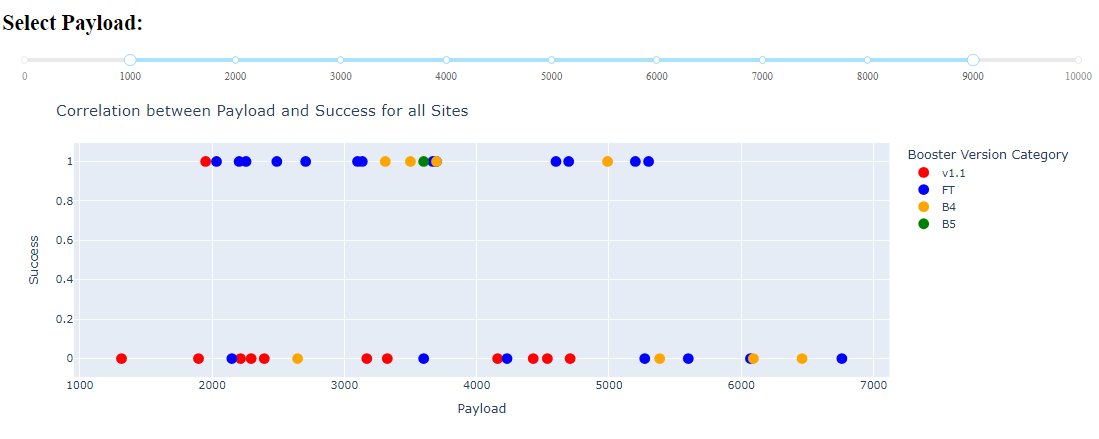 Select Payload:
0 1000 2000 3000 4000 5000 6000 7000 8000 9000 10000
Correlation between Payload and Success for all Sites
Booster Version Category
v1.1
FT
B4
B5
1
0.8
0.6
0.4
0.2
0
Success
1000 2000 3000 4000 5000 6000 7000
Payload